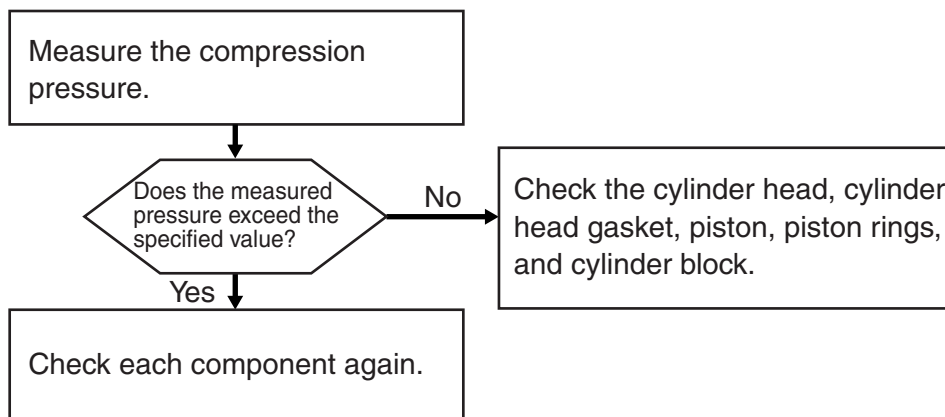 Measure the compression
pressure.
Does the measured
pressure exceed the
specified value?
No
Check the cylinder head, cylinder
head gasket, piston, piston rings,
and cylinder block.
Yes
Check each component again.